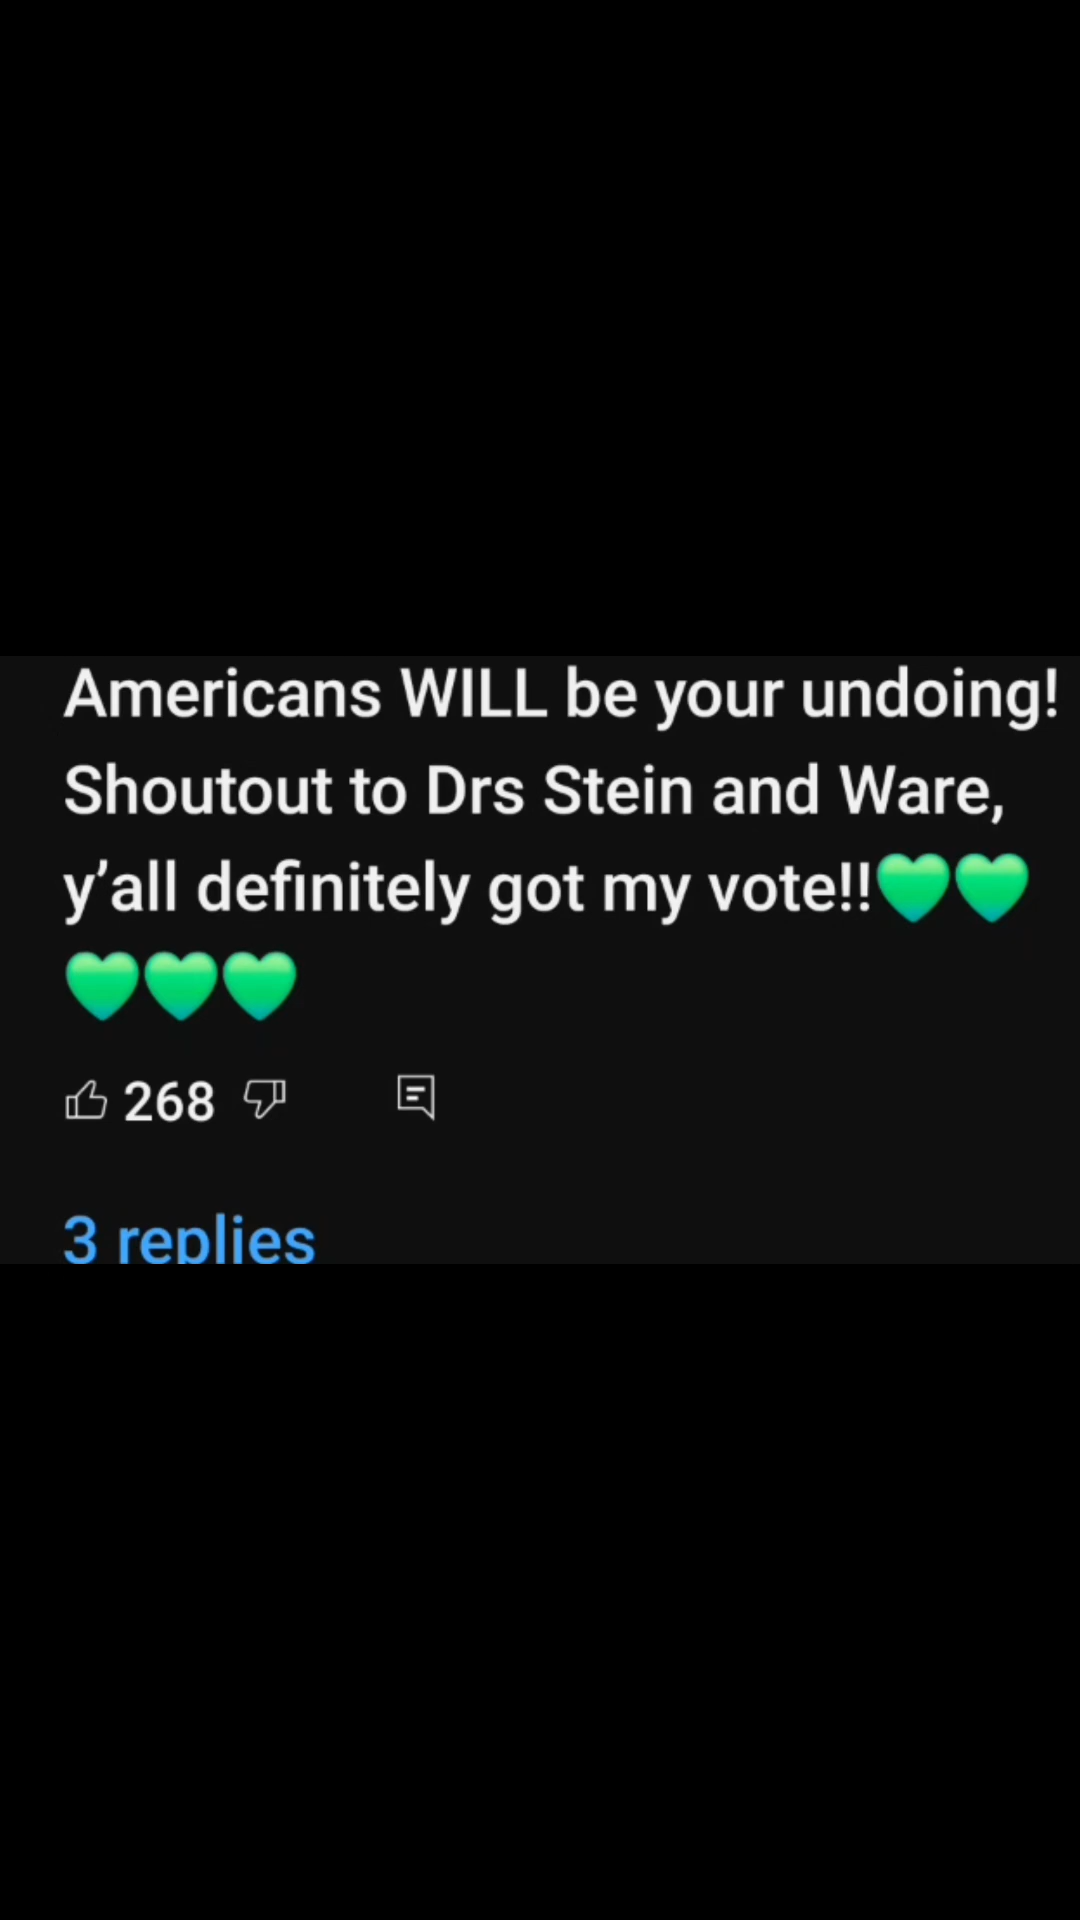 Americans WILL be your undoing!
Shoutout to Drs Stein and Ware,
y’all definitely got my vote!!💚💚
💚💚💚
268
3 replies